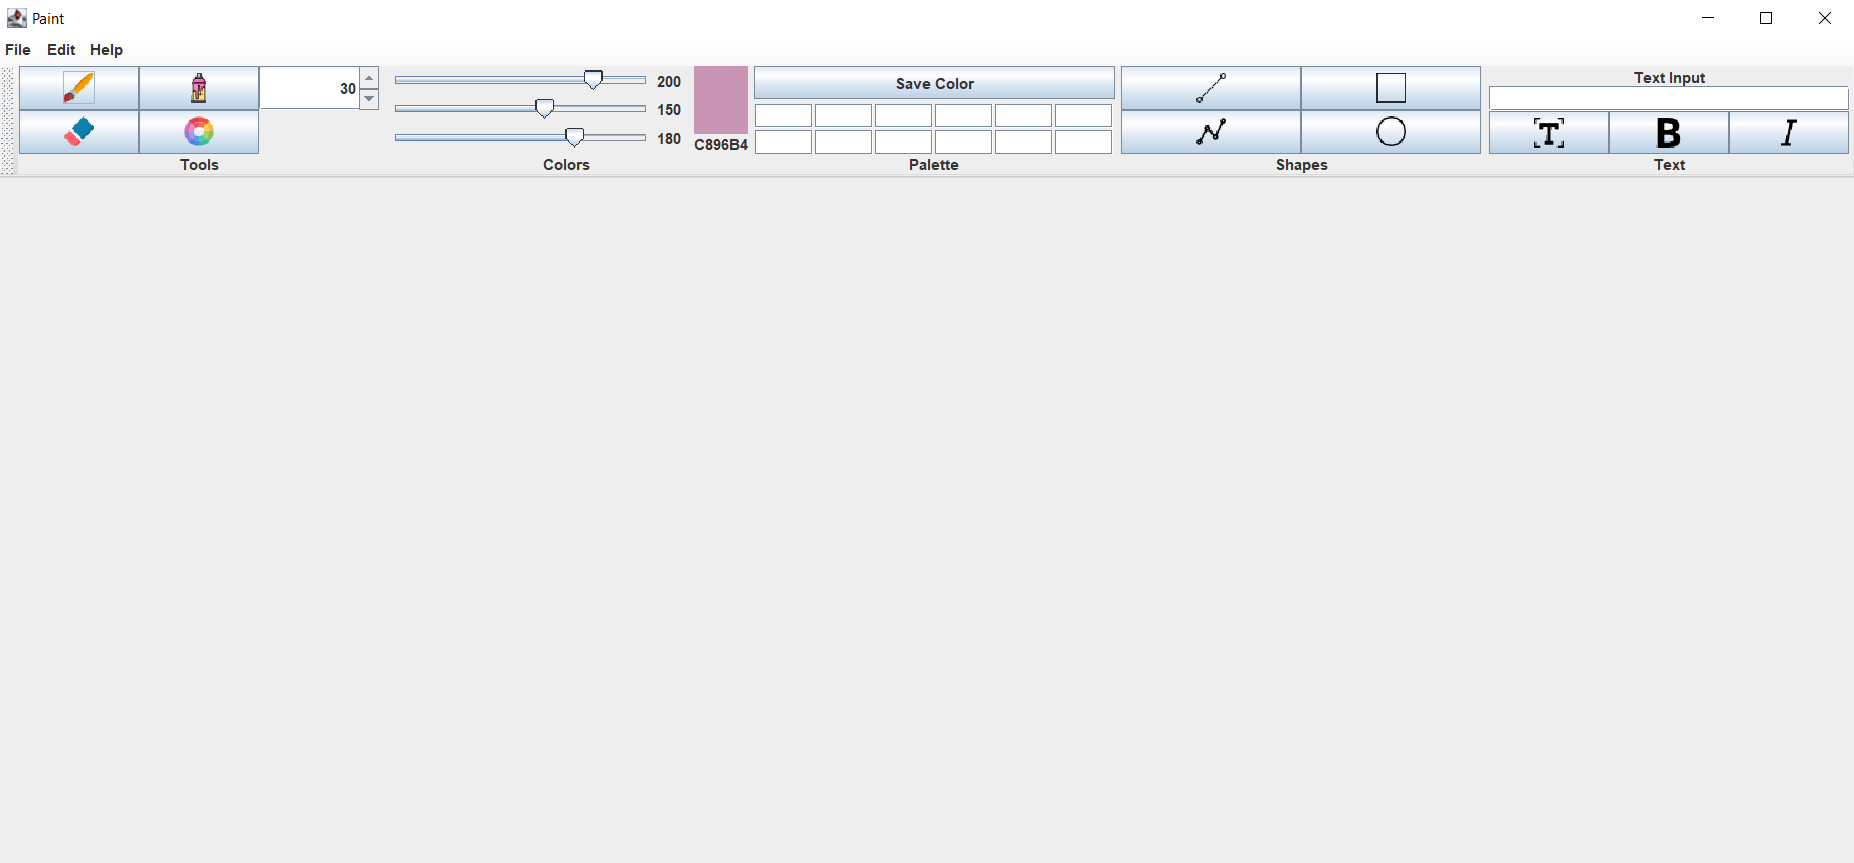 Paint
File Edit Help
30
200
150
180
C896B4
Save Color
Text Input
T B I
Tools Colors Palette Shapes Text